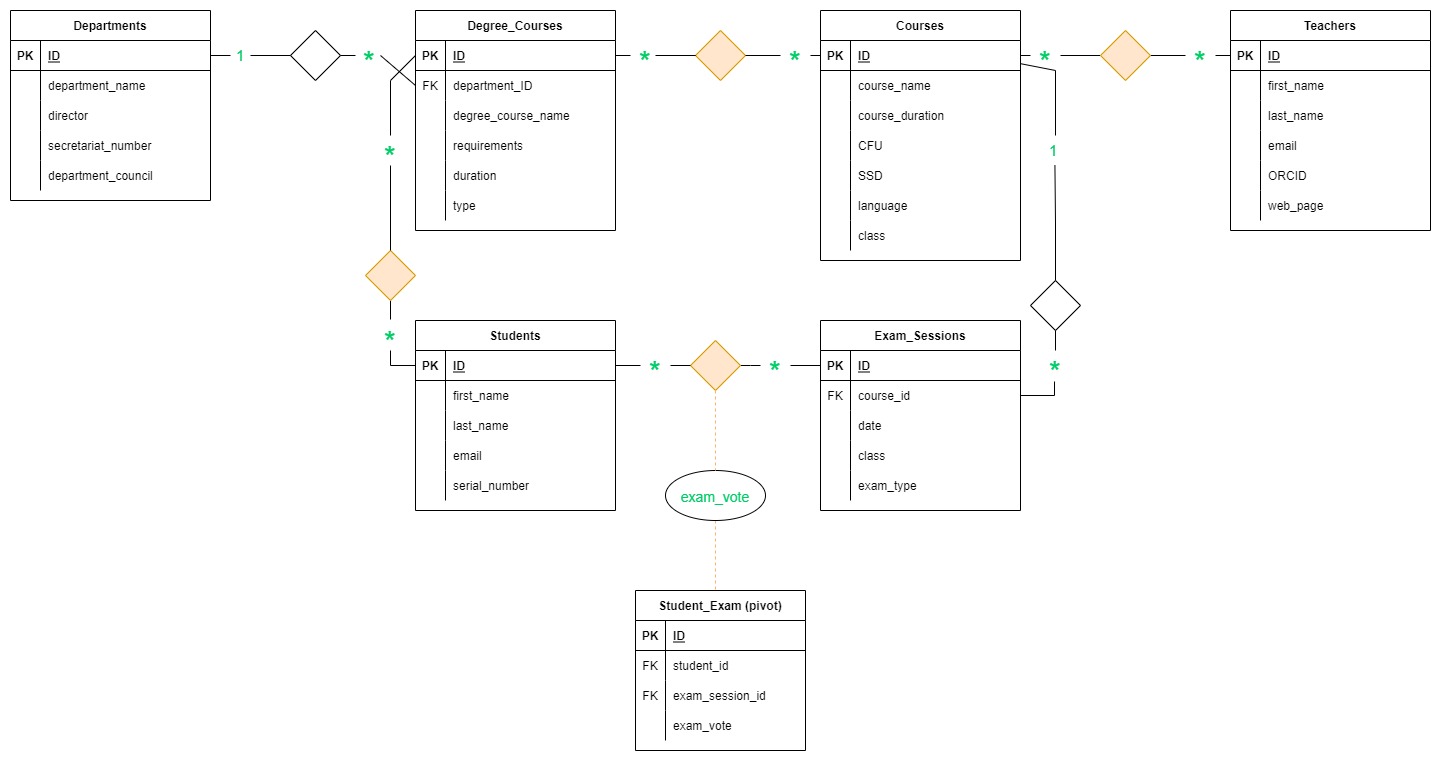 Departments
PK ID
department_name
director
secretariat_number
department_council
1
*
Degree_Courses
PK ID
FK department_ID
degree_course_name
requirements
duration
type
*
*
Courses
PK ID
course_name
course_duration
CFU
SSD
language
class
*
*
Teachers
PK ID
first_name
last_name
email
ORCID
web_page
*
*
1
*
Students
PK ID
first_name
last_name
email
serial_number
*
*
Exam_Sessions
PK ID
FK course_id
date
class
exam_type
exam_vote
Student_Exam (pivot)
PK ID
FK student_id
FK exam_session_id
exam_vote